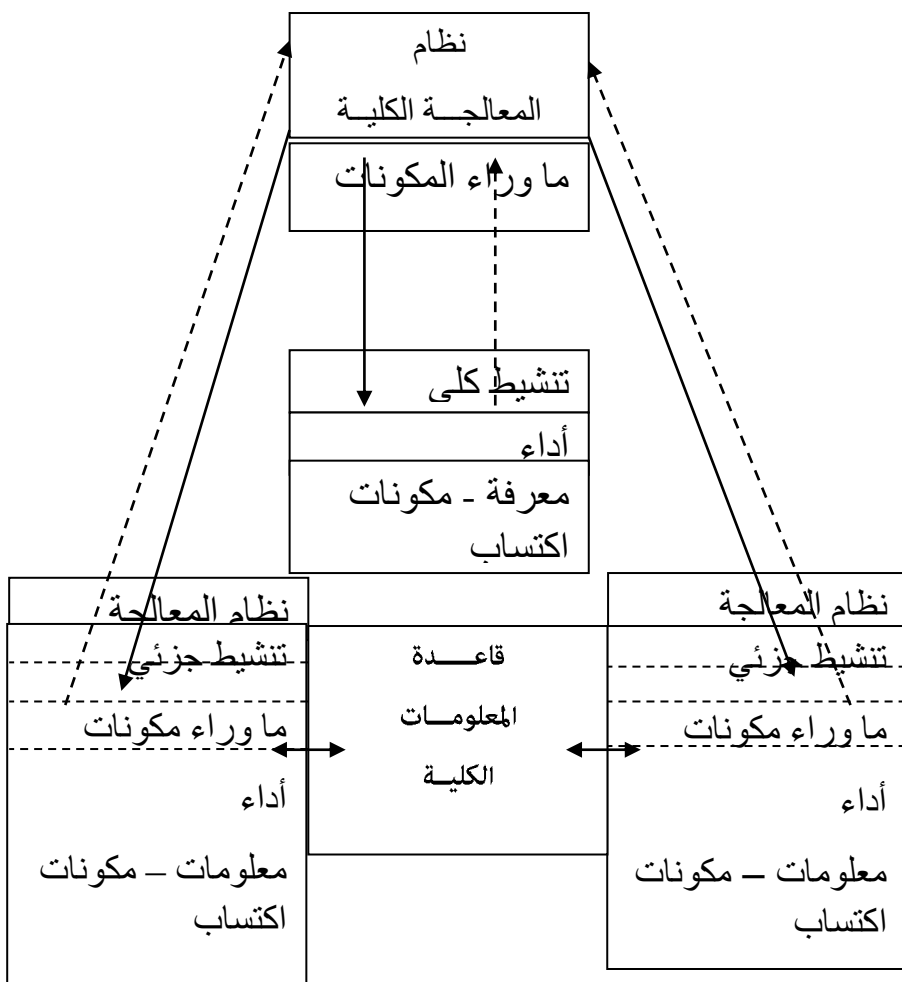 نظام
المعالجـــة الكليـــة
ما وراء المكونات
تنشيط كلى
أداء
معرفة - مكونات
اكتساب
نظام المعالجة
تنشيط جزئي
ما وراء مكونات
أداء
معلومات – مكونات
اكتساب
قاعـــــدة
المعلومـــات
الكليـــة
نظام المعالجة
تنشيط جزئي
ما وراء مكونات
أداء
معلومات – مكونات
اكتساب